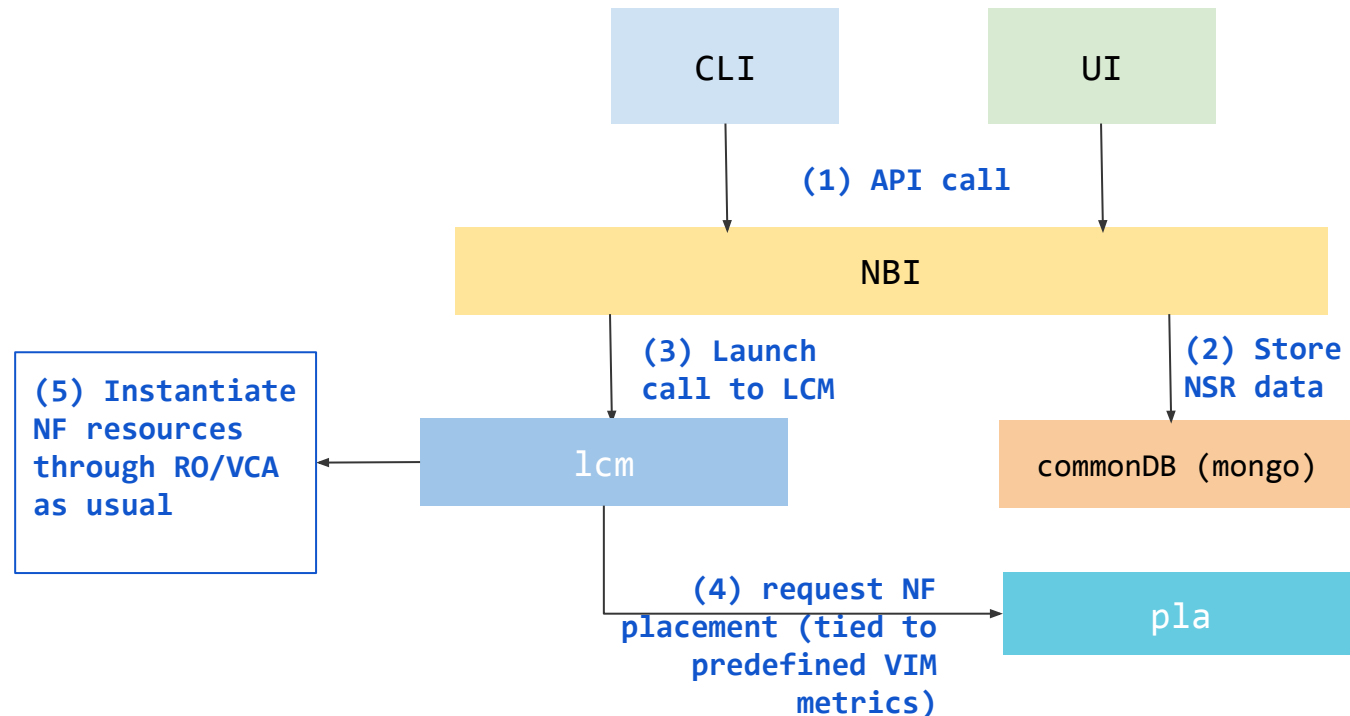 CLI
UI
(1) API call
NBI
(3) Launch
call to LCM
(2) Store
NSR data
(5) Instantiate
NF resources
through RO/VCA
as usual
lcm
commonDB (mongo)
(4) request NF
placement (tied to
predefined VIM
metrics)
pla